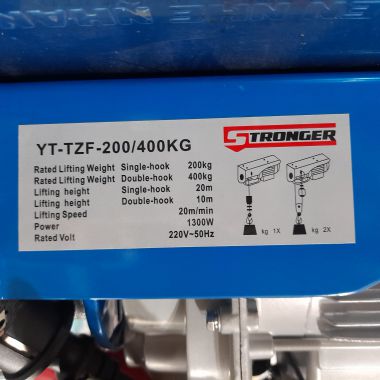 YT-TZF-200/400KG
STRONGER
Rated Lifting Weight Single-hook 200kg
Rated Lifting Weight Double-hook 400kg
Lifting height Single-hook 20m
Lifting height Double-hook 10m
Lifting Speed 20m/min
Power 1300W
Rated Volt 220V~50Hz
kg 1X
kg 2X